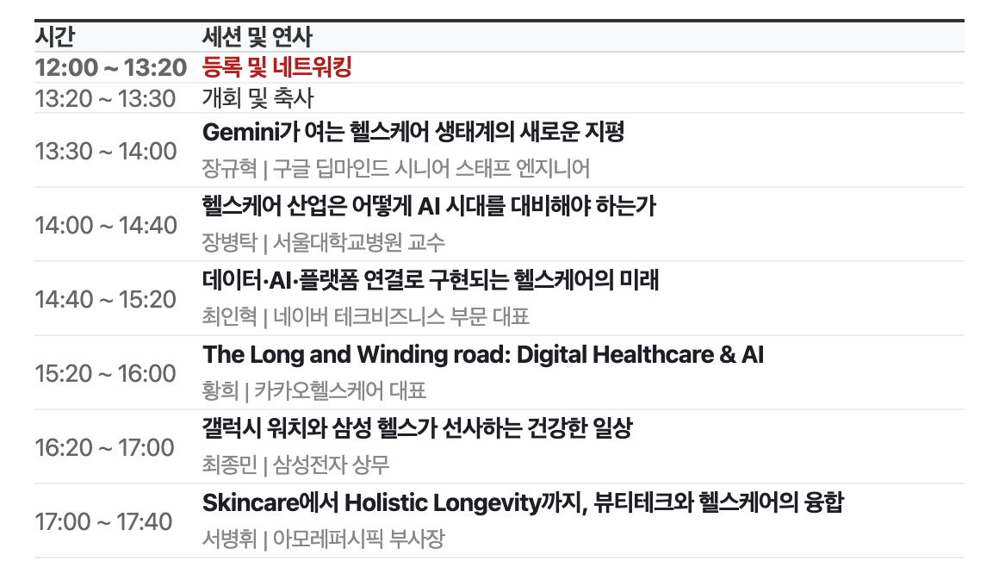 시간 세션 및 연사
12:00 ~ 13:20 등록 및 네트워킹
13:20 ~ 13:30 개회 및 축사
13:30 ~ 14:00 Gemini가 여는 헬스케어 생태계의 새로운 지평
장규혁 | 구글 딥마인드 시니어 스태프 엔지니어
14:00 ~ 14:40 헬스케어 산업은 어떻게 AI 시대를 대비해야 하는가
장병탁 | 서울대학교병원 교수
14:40 ~ 15:20 데이터·AI·플랫폼 연결로 구현되는 헬스케어의 미래
최인혁 | 네이버 테크비즈니스 부문 대표
15:20 ~ 16:00 The Long and Winding road: Digital Healthcare & AI
황희 | 카카오헬스케어 대표
16:20 ~ 17:00 갤럭시 워치와 삼성 헬스가 선사하는 건강한 일상
최종민 | 삼성전자 상무
17:00 ~ 17:40 Skincare에서 Holistic Longevity까지, 뷰티테크와 헬스케어의 융합
서병휘 | 아모레퍼시픽 부사장